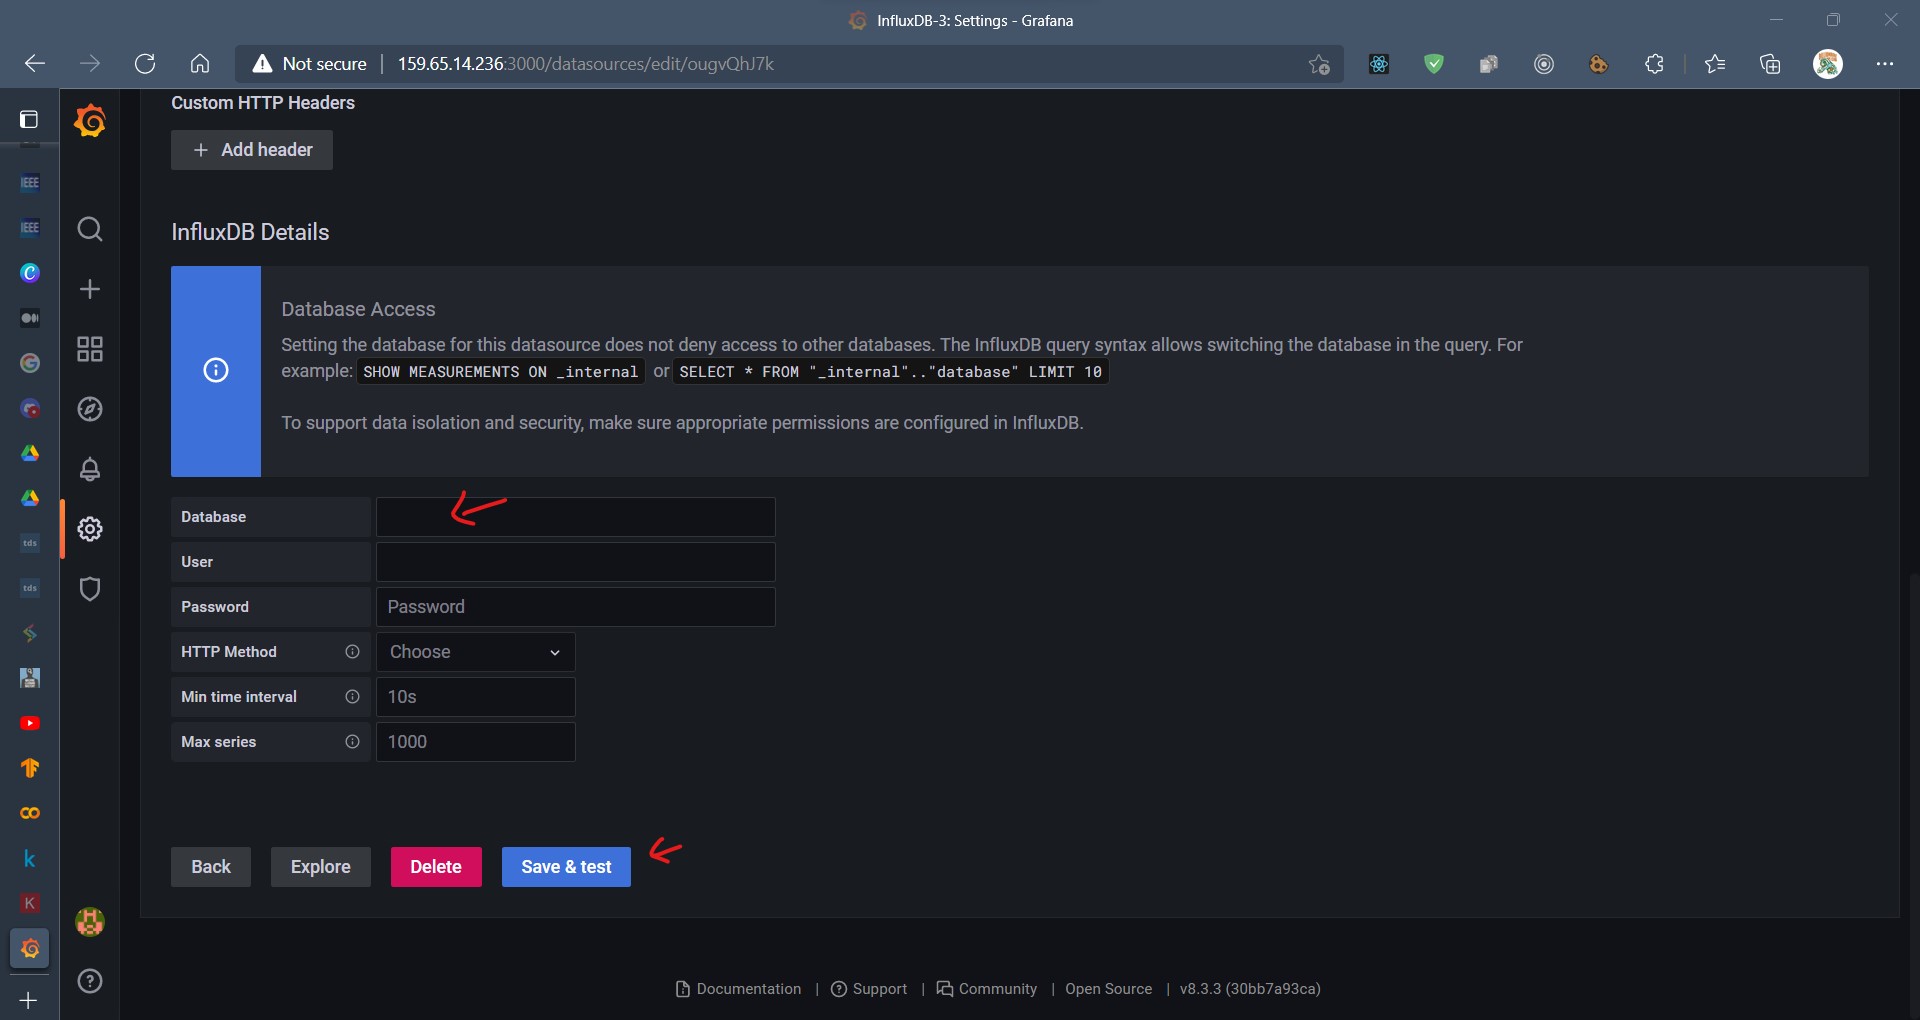 InfluxDB-3: Settings - Grafana
Not secure | 159.65.14.236:3000/datasources/edit/ougvQhJ7k
Custom HTTP Headers
+ Add header
InfluxDB Details
Database Access
Setting the database for this datasource does not deny access to other databases. The InfluxDB query syntax allows switching the database in the query. For
example: SHOW MEASUREMENTS ON _internal or SELECT * FROM "_internal".."database" LIMIT 10
To support data isolation and security, make sure appropriate permissions are configured in InfluxDB.
Database
User
Password Password
HTTP Method Choose
Min time interval 10s
Max series 1000
Back Explore Delete Save & test
Documentation | Support | Community | Open Source | v8.3.3 (30bb7a93ca)
IEEE
IEEE
C
G
tds
tds
k
K